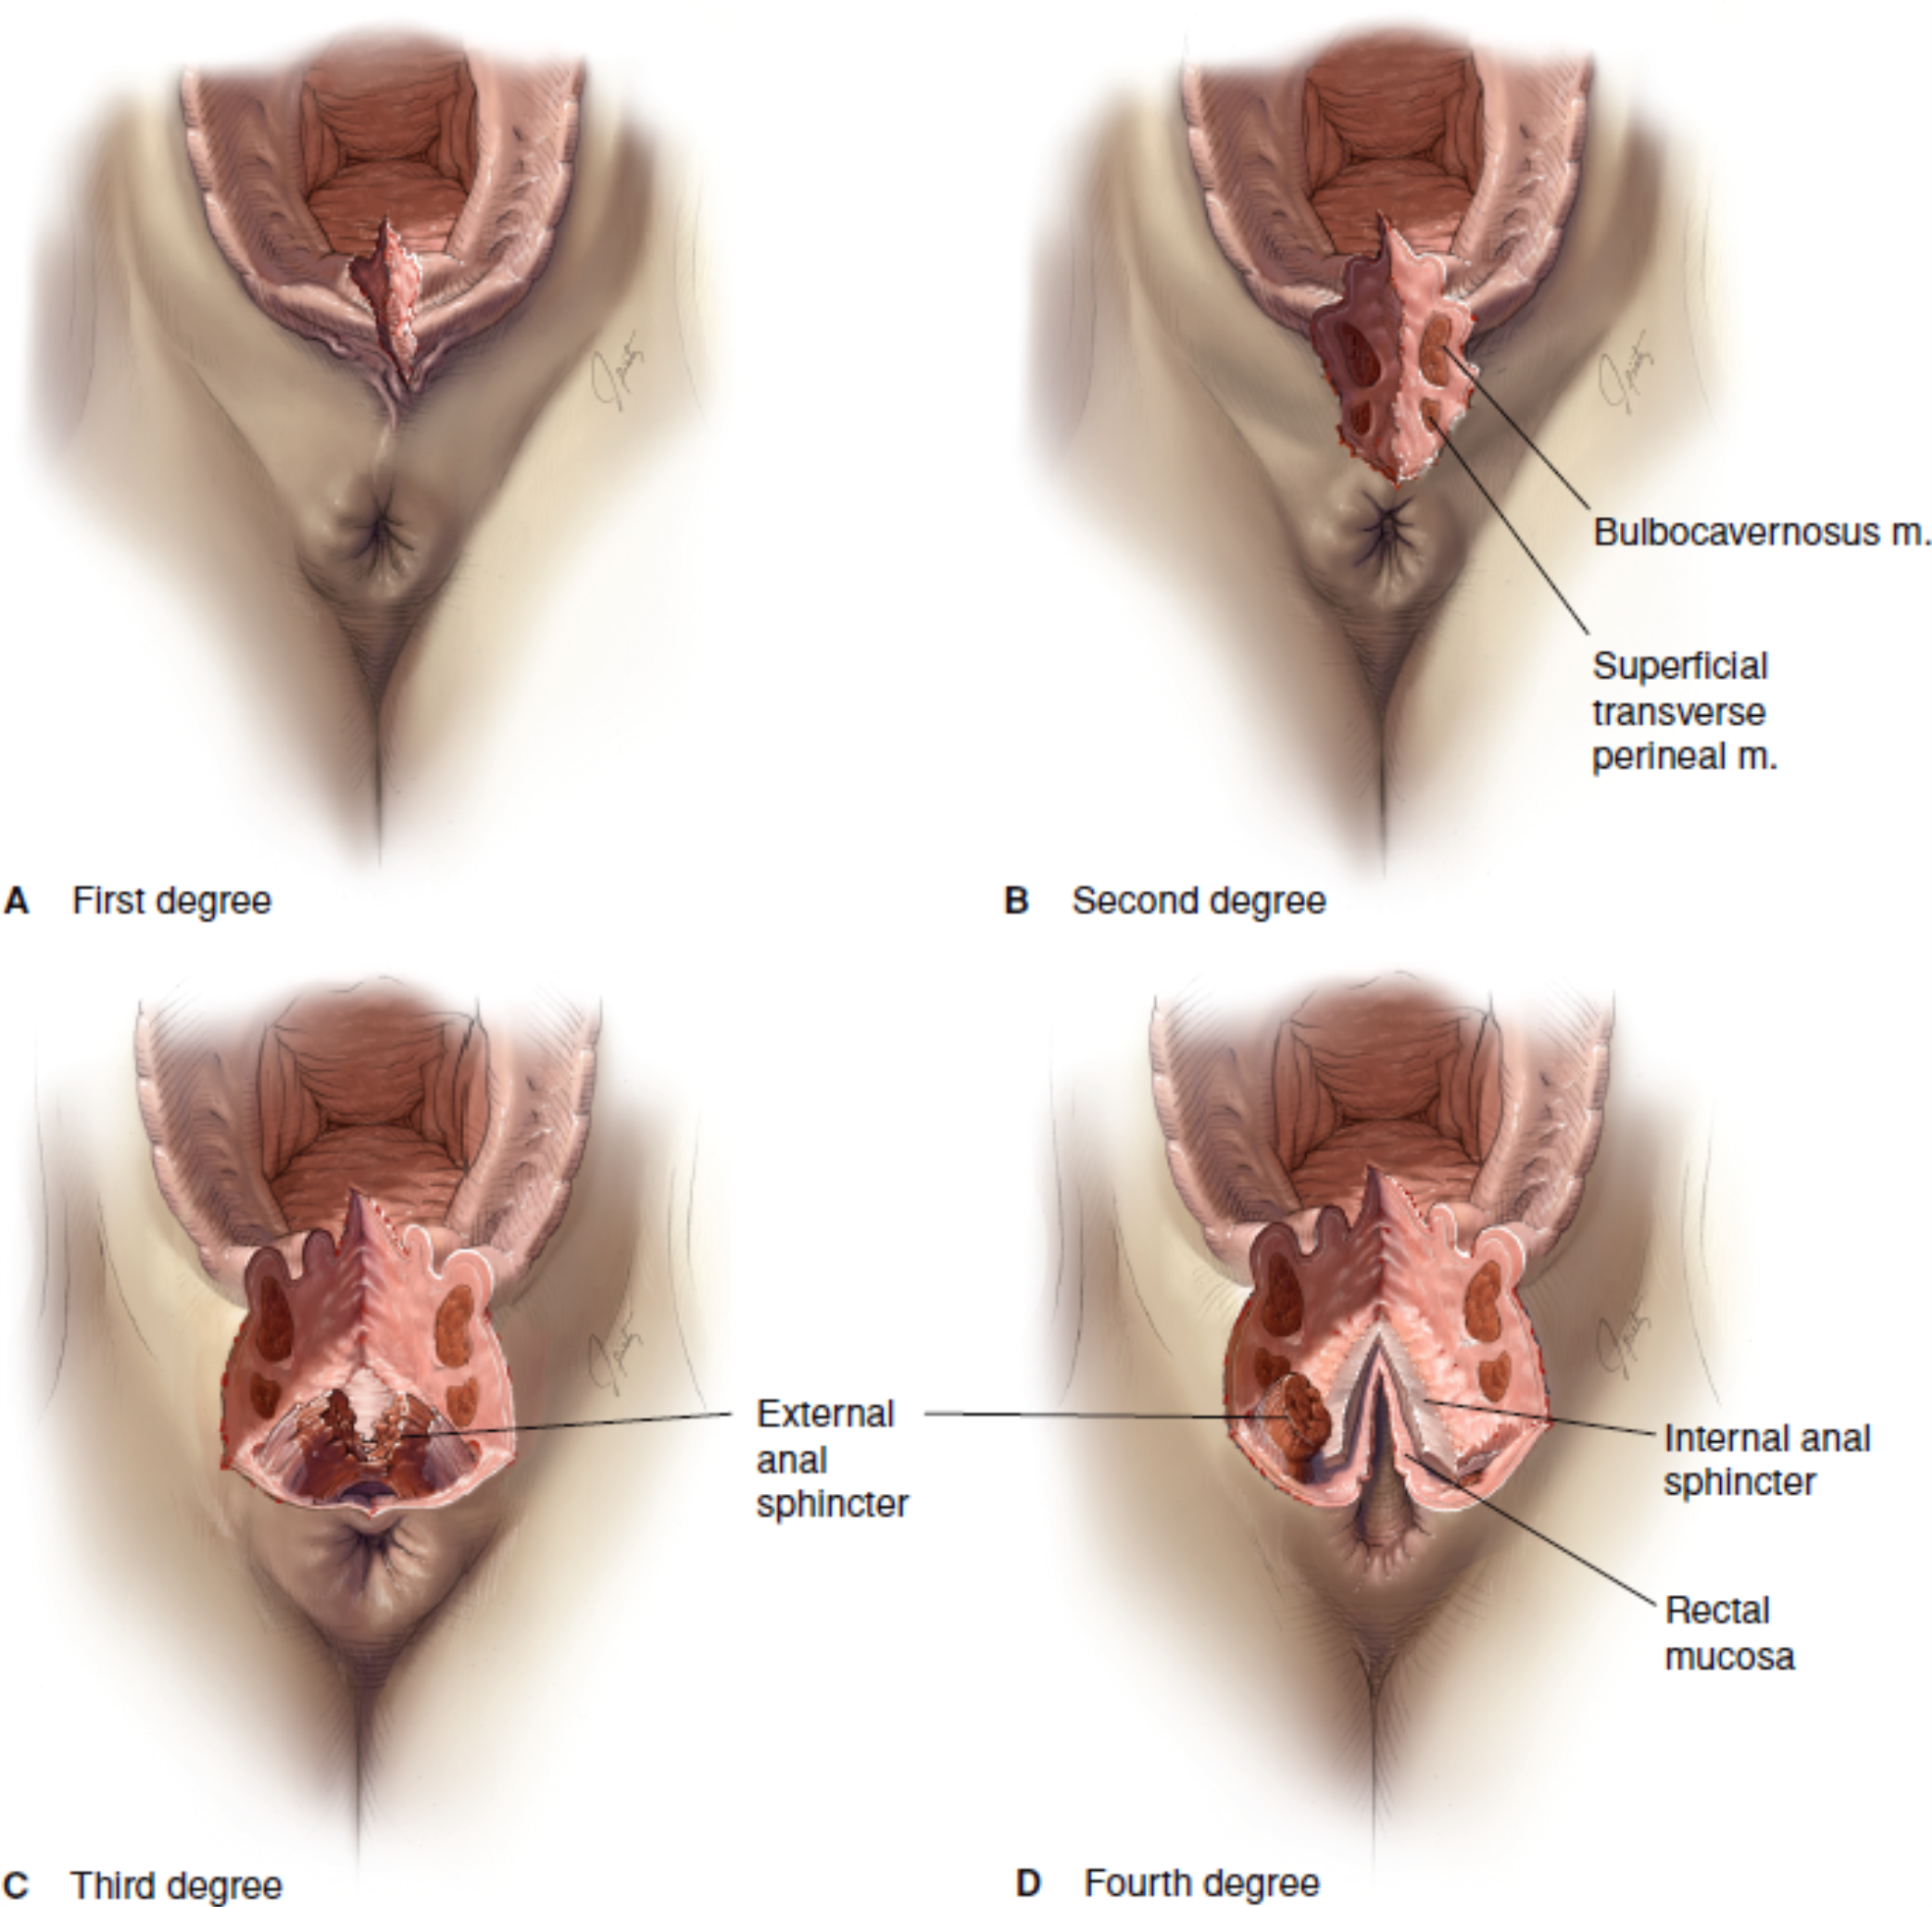 Bulbocavernosus m.
Superficial
transverse
perineal m.
A First degree
B Second degree
External
anal
sphincter
Internal anal
sphincter
Rectal
mucosa
C Third degree
D Fourth degree